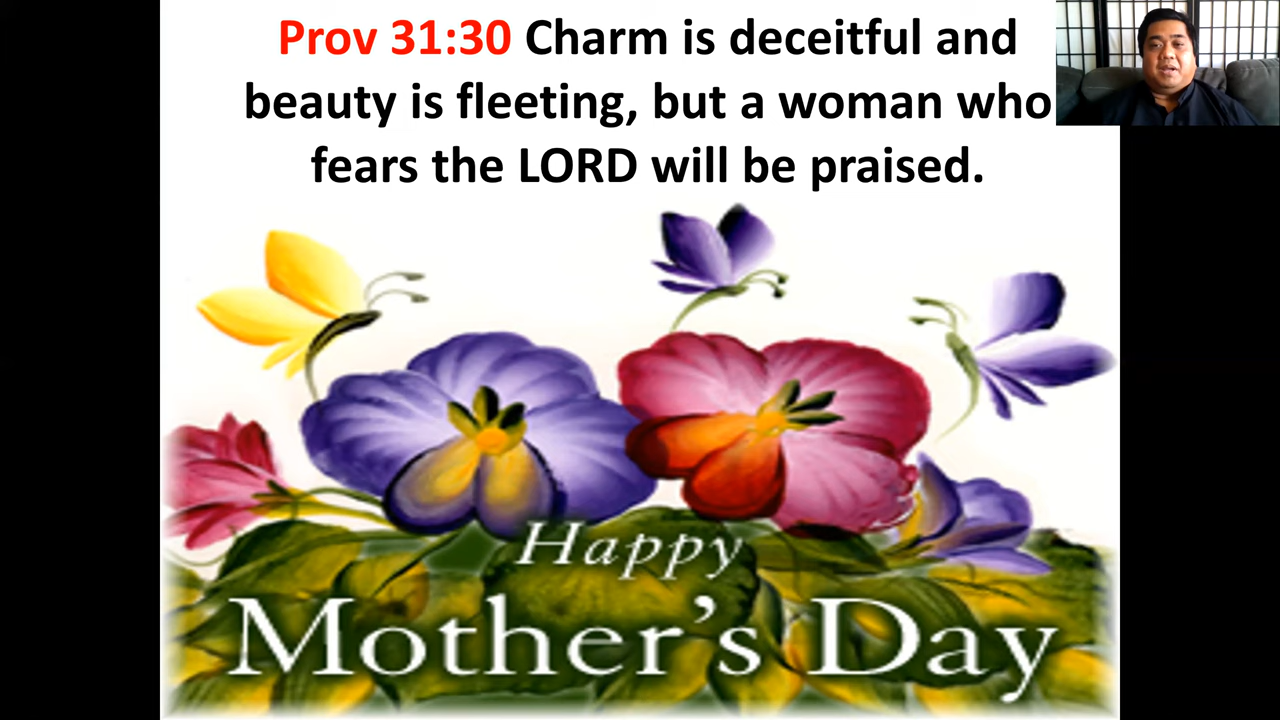 Prov 31:30 Charm is deceitful and
beauty is fleeting, but a woman who
fears the LORD will be praised.
Happy
Mother's Day